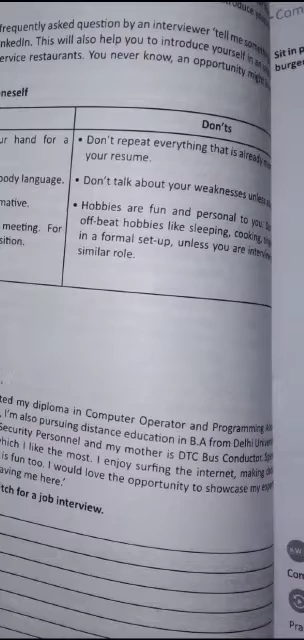 frequently asked question by an interviewer 'tell me
This will also help you to introduce yourself in an
service restaurants. You never know, an opportunity might
Don'ts
ur hand for a
• Don't repeat everything that is already
your resume.
body language.
• Don't talk about your weaknesses unless
• Hobbies are fun and personal to you.
meeting. For
off-beat hobbies like sleeping, cooking,
in a formal set-up, unless you are
similar role.
ted my diploma in Computer Operator and Programming
I'm also pursuing distance education in B.A from Delhi
Security Personnel and my mother is DTC Bus Conductor.
which I like the most. I enjoy surfing the internet, making
is fun too. I would love the opportunity to showcase my
aving me here.'
tch for a job interview.
Sit in p
burge
KW
Con
Pra